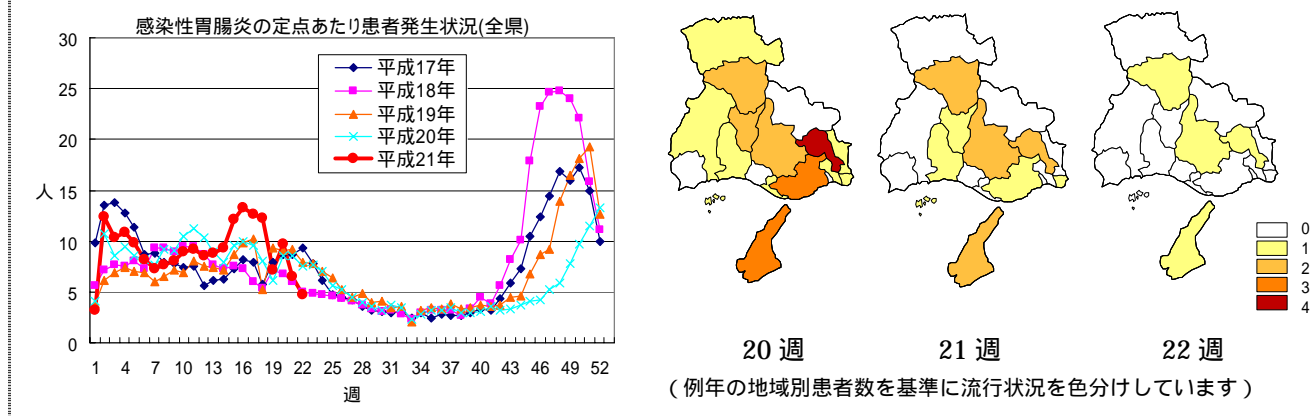 感染性胃腸炎の定点あたり患者発生状況(全県)
30
25
20
15
10
5
0
人
平成17年
平成18年
平成19年
平成20年
平成21年
1 4 7 10 13 16 19 22 25 28 31 34 37 40 43 46 49 52
週
0
1
2
3
4
20 週 21 週 22 週
( 例年の地域別患者数を基準に流行状況を色分けしています )